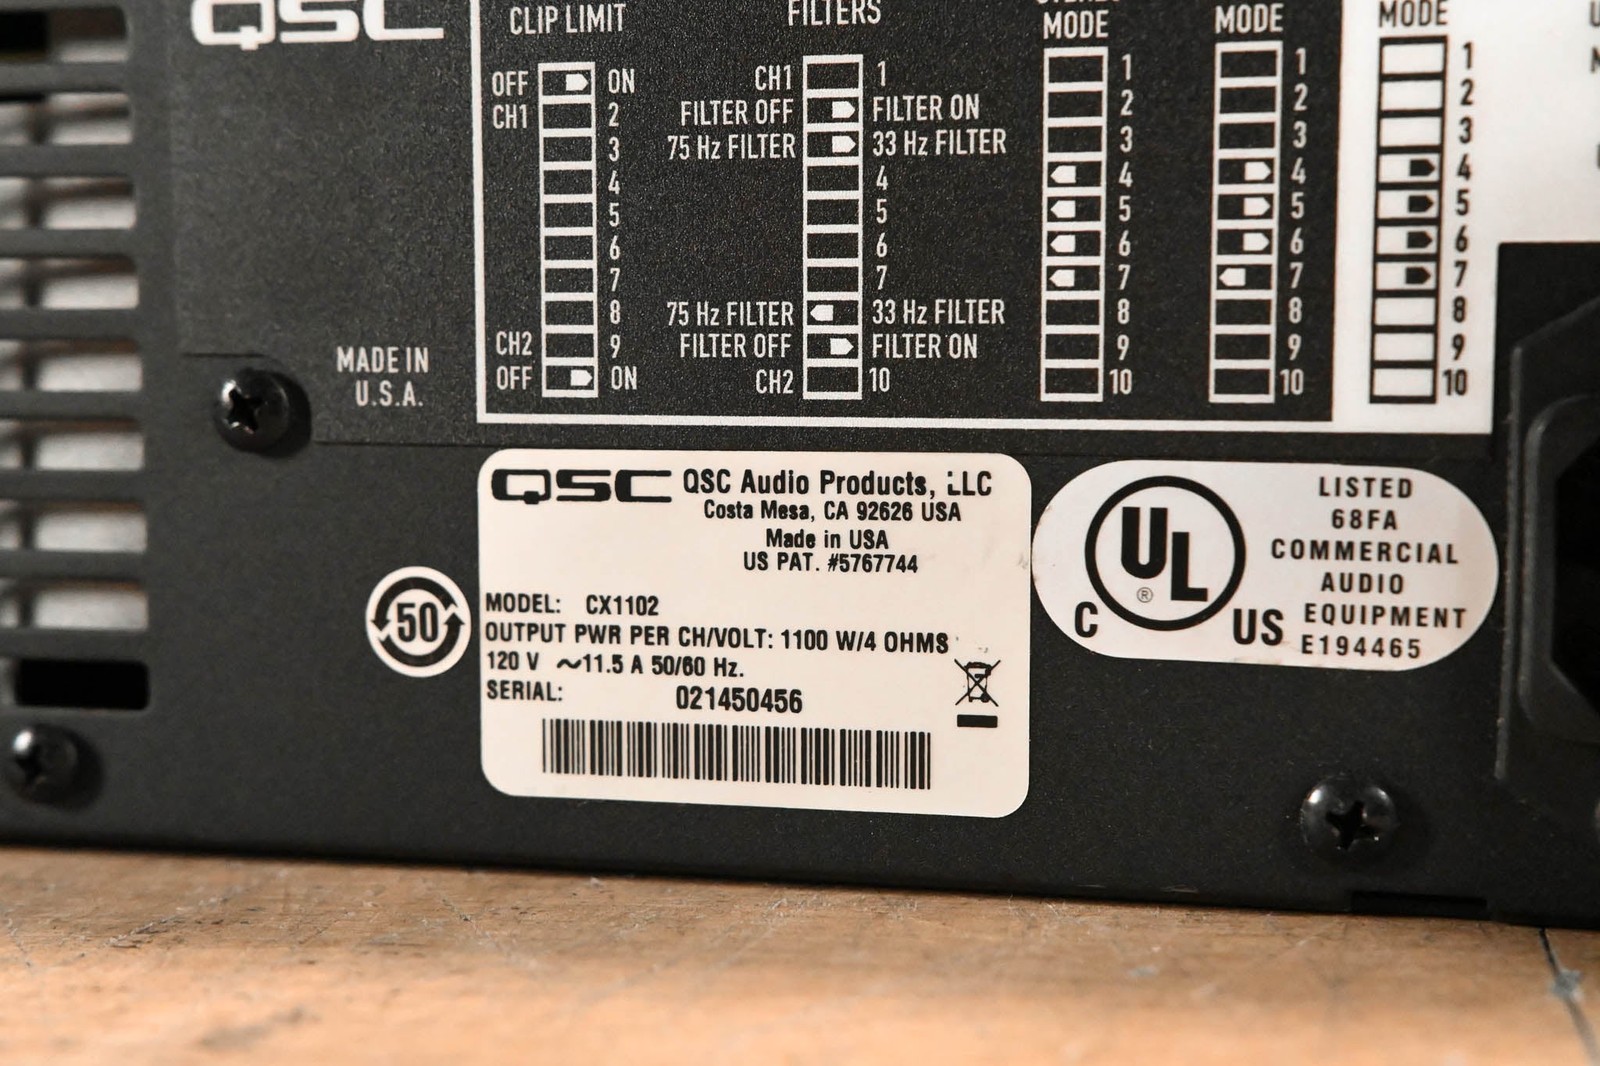 QSC
CLIP LIMIT
OFF ON
CH1 2
3
4
5
6
7
8
CH2 9
OFF ON
FILTERS
CH1 1
FILTER OFF FILTER ON
75 Hz FILTER 33 Hz FILTER
4
5
6
7
75 Hz FILTER 33 Hz FILTER
FILTER OFF FILTER ON
CH2 10
MODE
1
2
3
4
5
6
7
8
9
10
MODE
1
2
3
4
5
6
7
8
9
10
MODE
1
2
3
4
5
6
7
8
9
10
MADE IN
U.S.A.
50
QSC QSC Audio Products, LLC
Costa Mesa, CA 92626 USA
Made in USA
US PAT. #5767744
MODEL: CX1102
OUTPUT PWR PER CH/VOLT: 1100 W/4 OHMS
120 V ~11.5 A 50/60 Hz.
SERIAL: 021450456
C UL ® US
LISTED
68FA
COMMERCIAL
AUDIO
EQUIPMENT
E194465